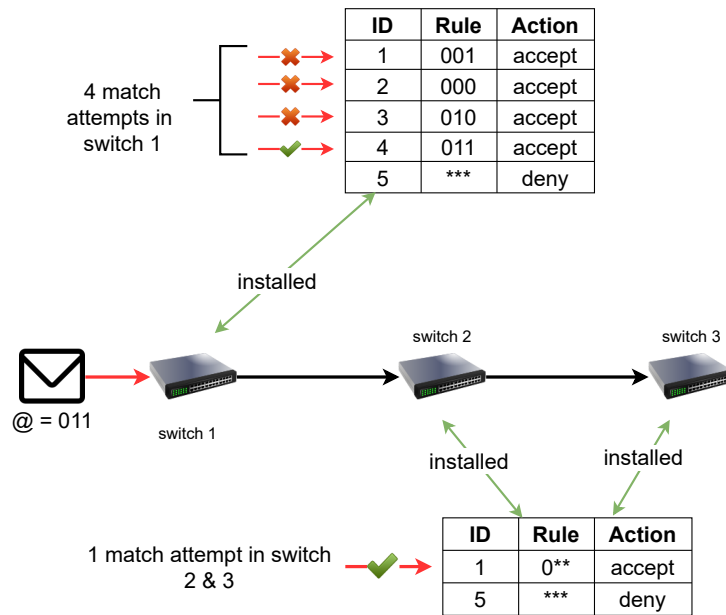 ID Rule Action
1 001 accept
2 000 accept
3 010 accept
4 011 accept
5 *** deny
4 match
attempts in
switch 1
installed
switch 2
switch 3
@ = 011
switch 1
installed
installed
ID Rule Action
1 0** accept
5 *** deny
1 match attempt in switch
2 & 3